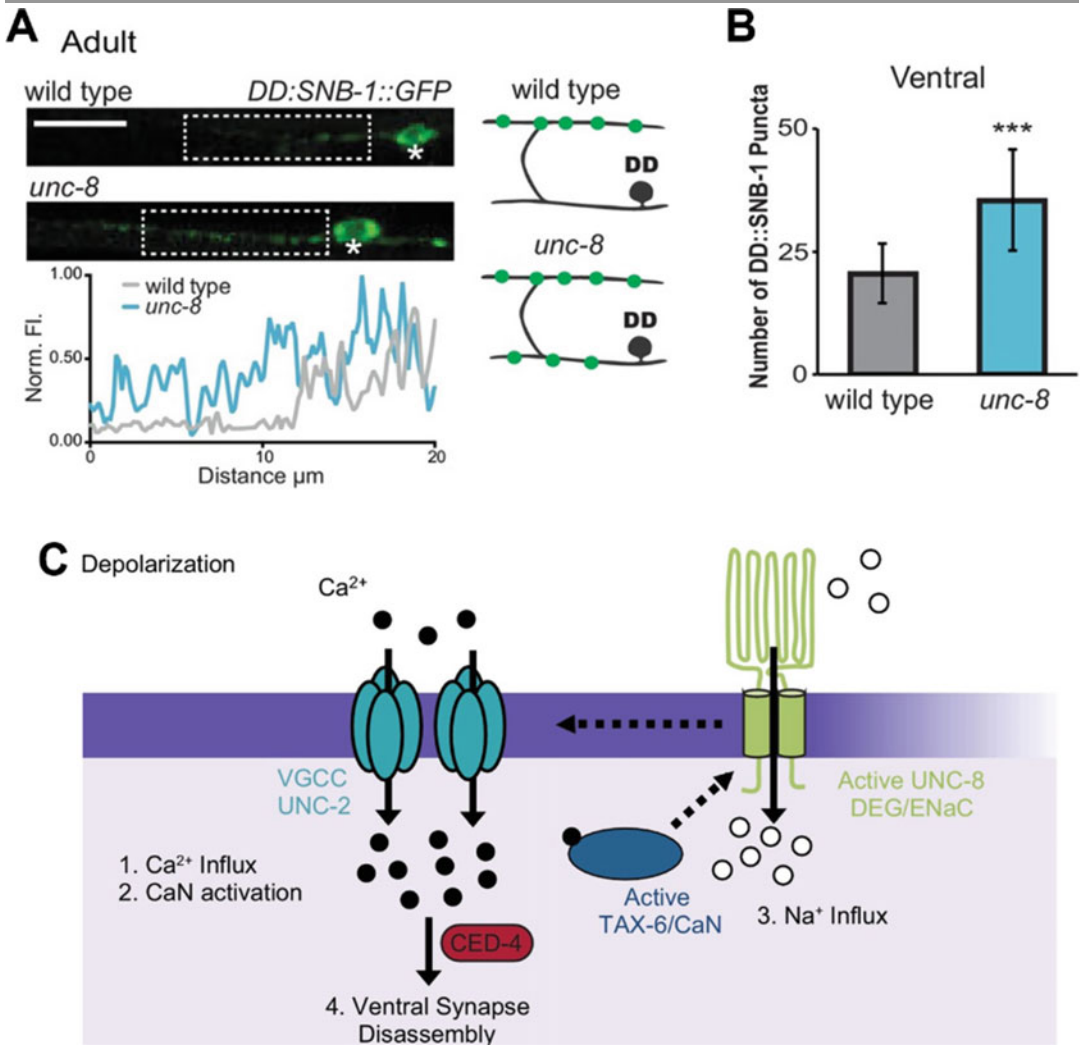 A
Adult
wild type
DD:SNB-1::GFP
*
unc-8
*
1.00
0.50
0.00
Norm. Fl.
wild type
unc-8
0
10
20
Distance µm
wild type
DD
unc-8
DD
B
Ventral
Number of DD::SNB-1 Puncta
50
25
0
***
wild type
unc-8
C
Depolarization
Ca²⁺
VGCC
UNC-2
Active UNC-8
DEG/ENaC
1. Ca²⁺ Influx
2. CaN activation
Active
TAX-6/CaN
3. Na⁺ Influx
CED-4
4. Ventral Synapse
Disassembly